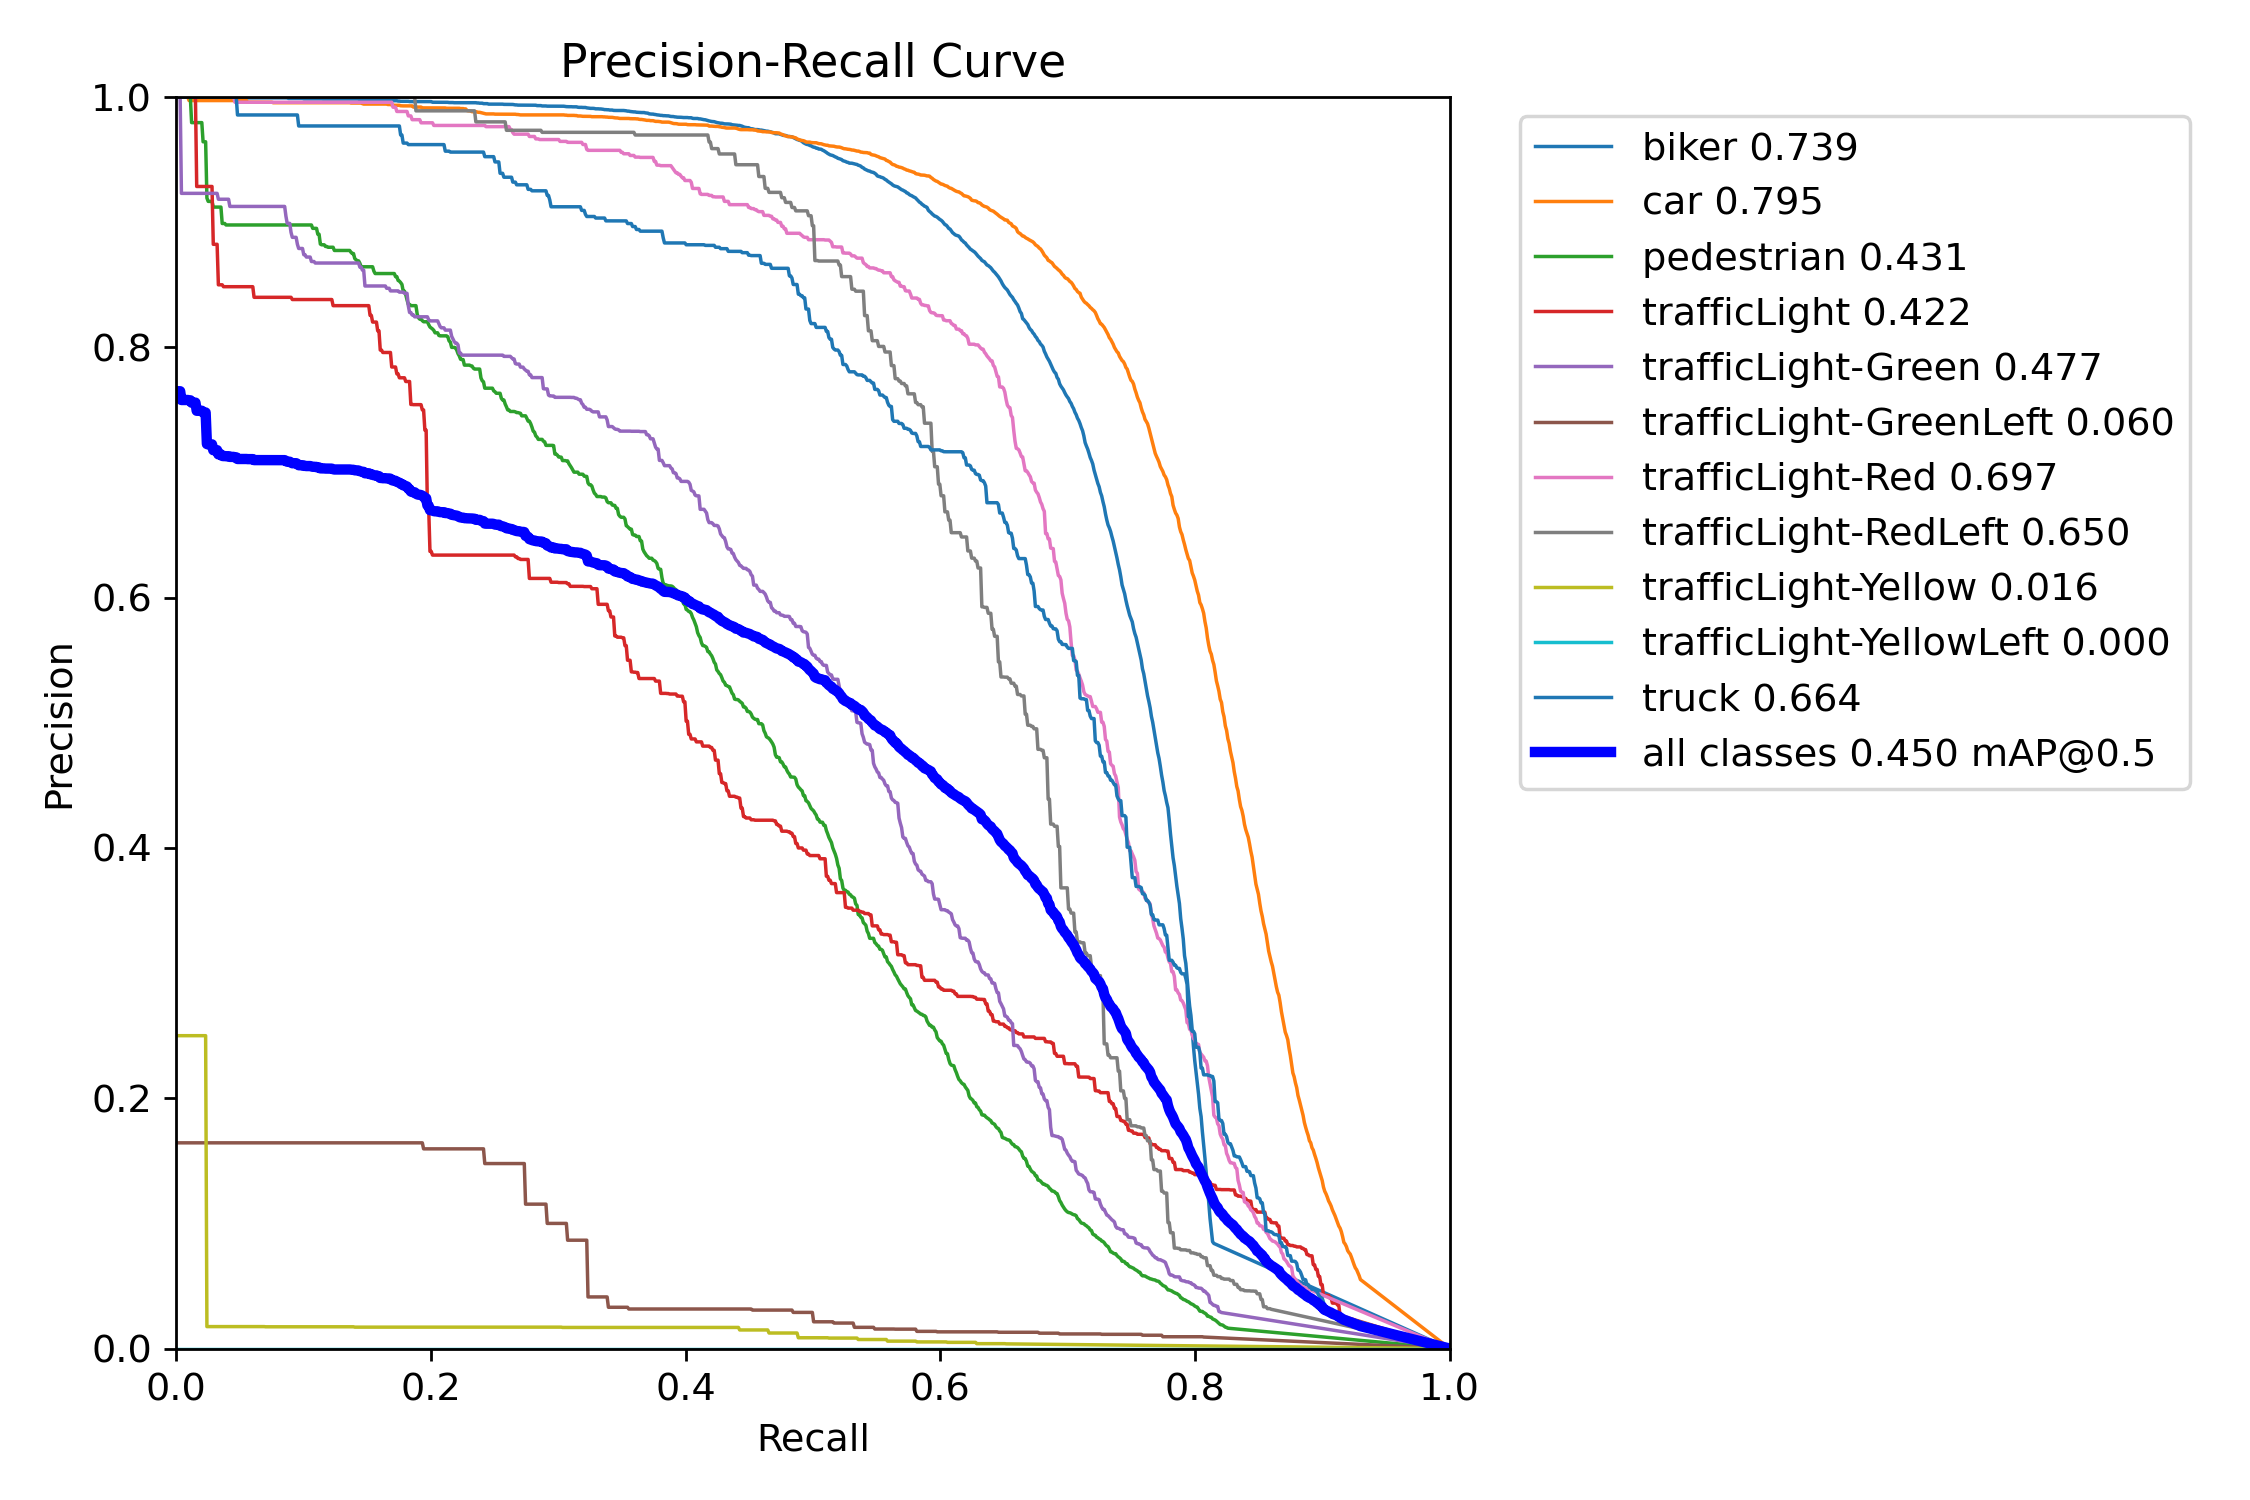 Precision-Recall Curve
1.0
0.8
0.6
0.4
0.2
0.0
Precision
0.0 0.2 0.4 0.6 0.8 1.0
Recall
biker 0.739
car 0.795
pedestrian 0.431
trafficLight 0.422
trafficLight-Green 0.477
trafficLight-GreenLeft 0.060
trafficLight-Red 0.697
trafficLight-RedLeft 0.650
trafficLight-Yellow 0.016
trafficLight-YellowLeft 0.000
truck 0.664
all classes 0.450 mAP@0.5